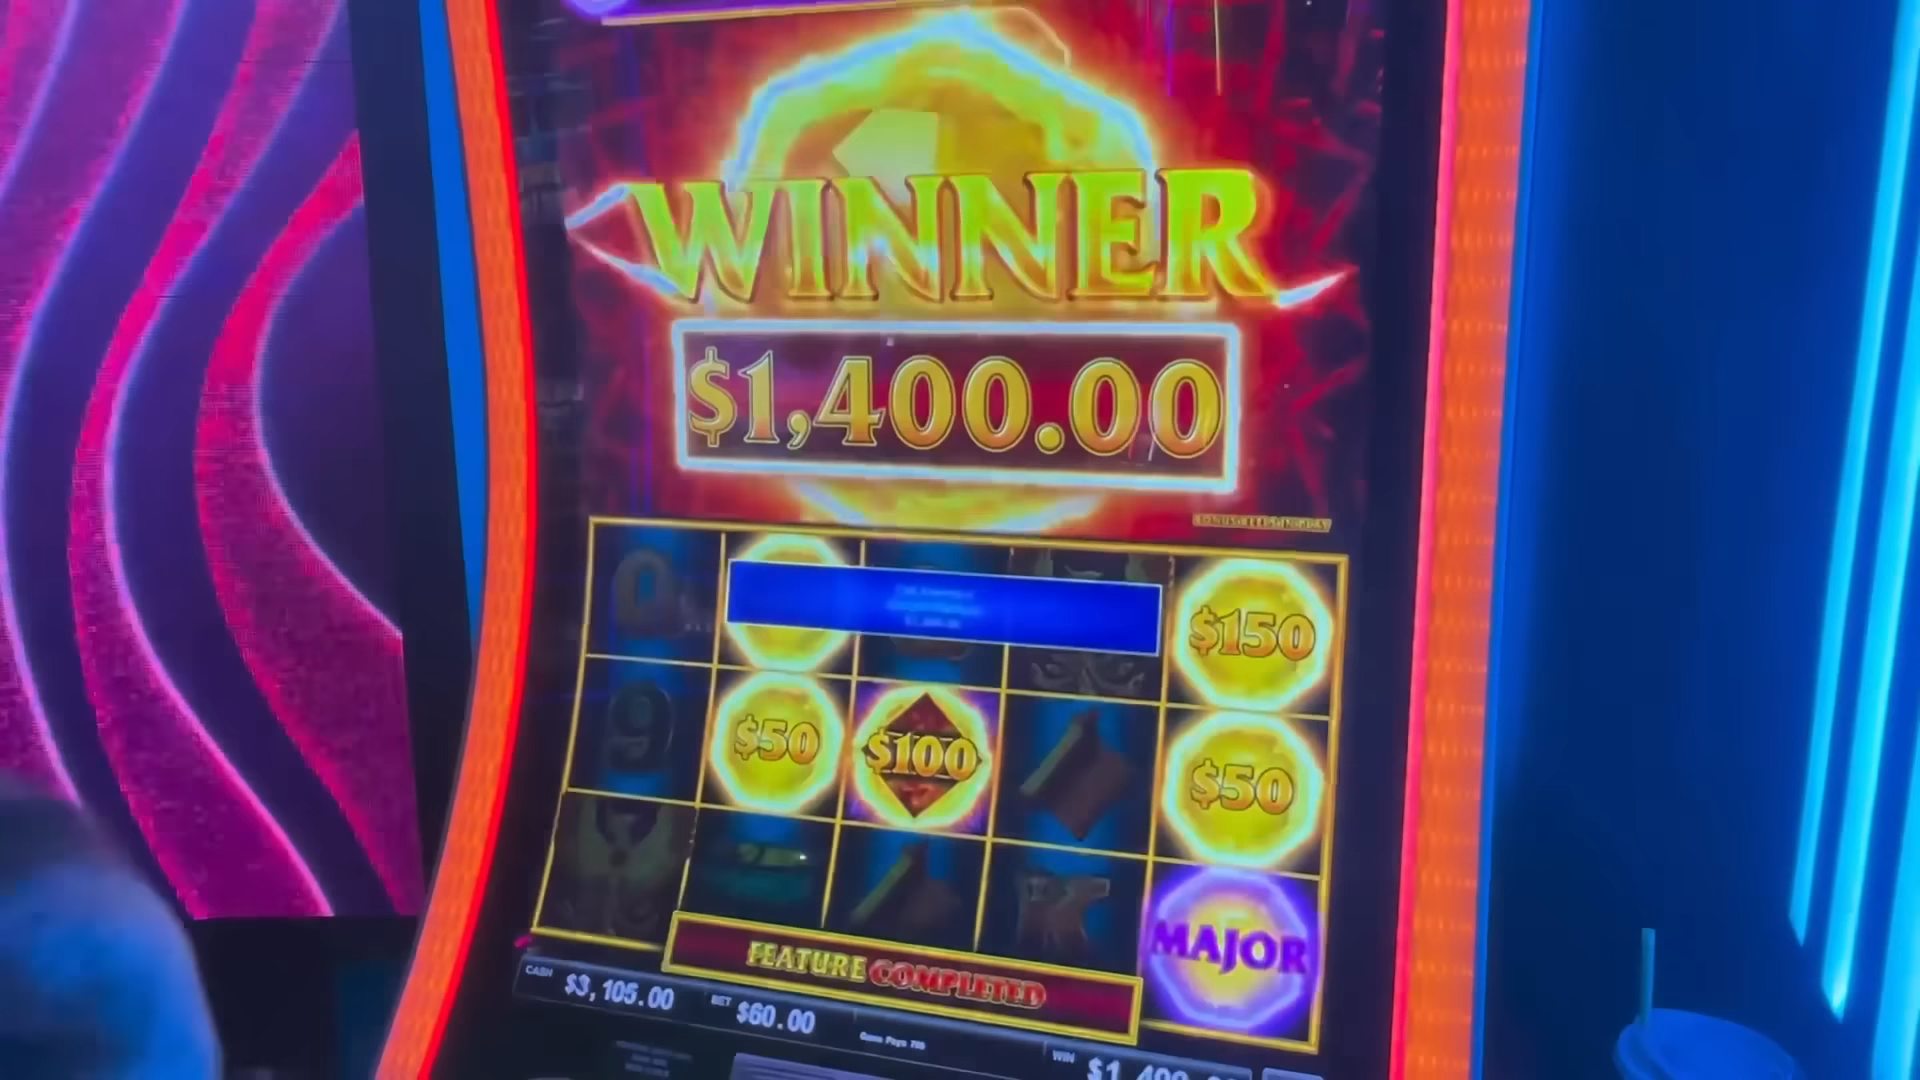 WINNER
$1,400.00
$150
$50
$100
$50
MAJOR
FEATURE COMPLETED
CASH $3,105.00 BET $60.00
WIN